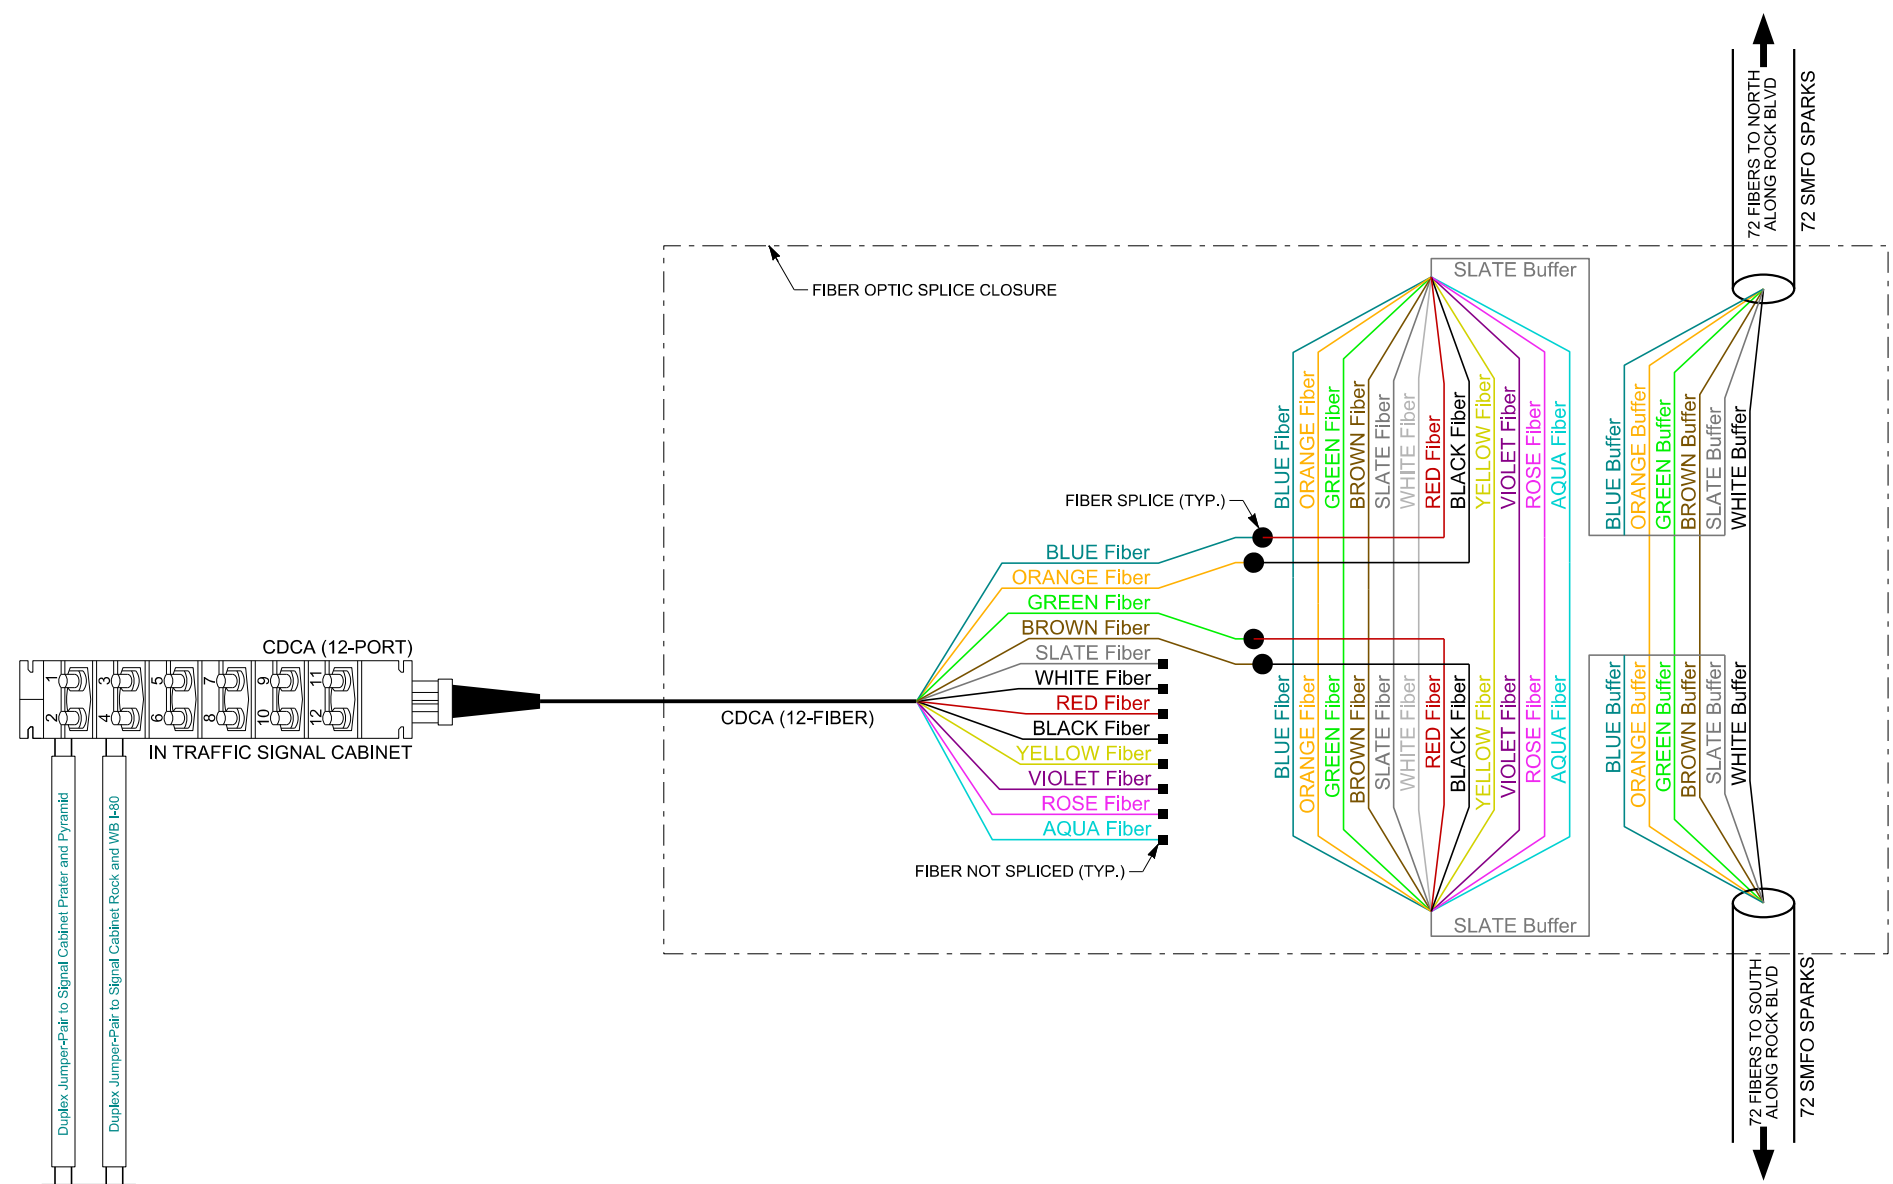 72 FIBERS TO NORTH
ALONG ROCK BLVD
72 SMFO SPARKS
FIBER OPTIC SPLICE CLOSURE
SLATE Buffer
BLUE Fiber
ORANGE Fiber
GREEN Fiber
BROWN Fiber
SLATE Fiber
WHITE Fiber
RED Fiber
BLACK Fiber
YELLOW Fiber
VIOLET Fiber
ROSE Fiber
AQUA Fiber
BLUE Buffer
ORANGE Buffer
GREEN Buffer
BROWN Buffer
SLATE Buffer
WHITE Buffer
FIBER SPLICE (TYP.)
BLUE Fiber
ORANGE Fiber
GREEN Fiber
BROWN Fiber
SLATE Fiber
WHITE Fiber
RED Fiber
BLACK Fiber
YELLOW Fiber
VIOLET Fiber
ROSE Fiber
AQUA Fiber
FIBER NOT SPLICED (TYP.)
CDCA (12-PORT)
1
2
3
4
5
6
7
8
9
10
11
12
IN TRAFFIC SIGNAL CABINET
CDCA (12-FIBER)
Duplex Jumper-Pair to Signal Cabinet Prater and Pyramid
Duplex Jumper-Pair to Signal Cabinet Rock and WB I-80
BLUE Fiber
ORANGE Fiber
GREEN Fiber
BROWN Fiber
SLATE Fiber
WHITE Fiber
RED Fiber
BLACK Fiber
YELLOW Fiber
VIOLET Fiber
ROSE Fiber
AQUA Fiber
BLUE Buffer
ORANGE Buffer
GREEN Buffer
BROWN Buffer
SLATE Buffer
WHITE Buffer
SLATE Buffer
72 FIBERS TO SOUTH
ALONG ROCK BLVD
72 SMFO SPARKS